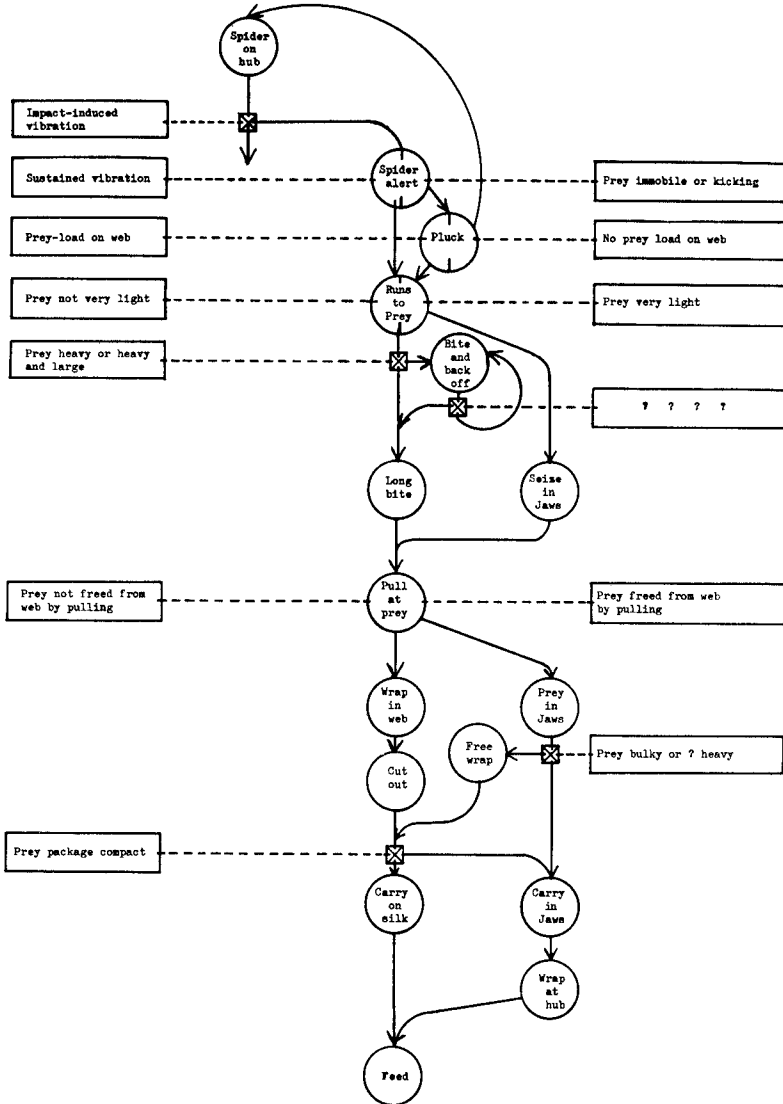 Spider
on
hub
Impact-induced
vibration
Sustained vibration
Spider
alert
Prey immobile or kicking
Prey-load on web
Pluck
No prey load on web
Prey not very light
Runs
to
Prey
Prey very light
Prey heavy or heavy
and large
Bite
and
back
off
? ? ? ?
Long
bite
Seize
in
Jaws
Prey not freed from
web by pulling
Pull
at
prey
Prey freed from web
by pulling
Wrap
in
web
Prey
in
Jaws
Free
wrap
Prey bulky or ? heavy
Cut
out
Prey package compact
Carry
on
silk
Carry
in
Jaws
Wrap
at
hub
Feed